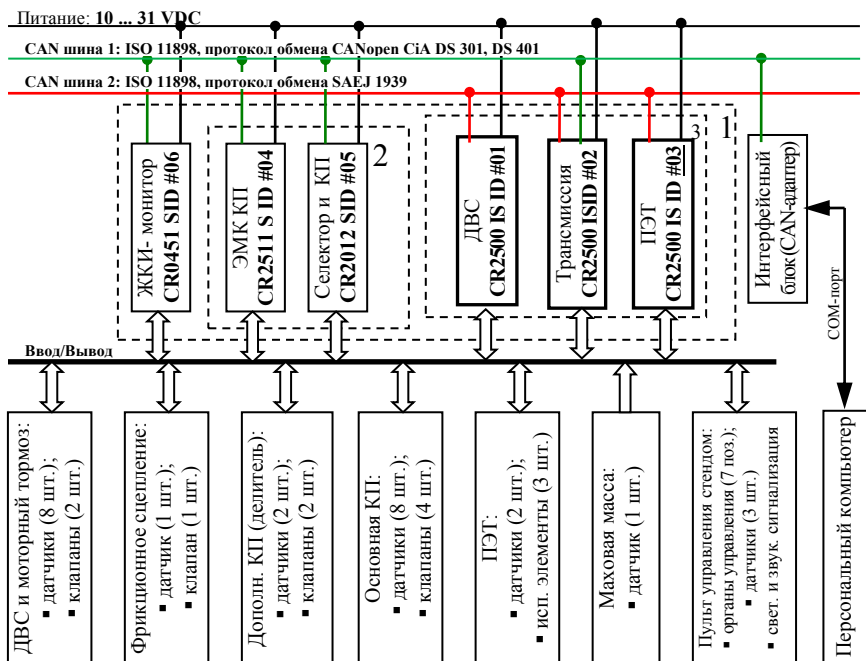 Питание: 10 ... 31 VDC
CAN шина 1: ISO 11898, протокол обмена CANopen CiA DS 301, DS 401
CAN шина 2: ISO 11898, протокол обмена SAEJ 1939
1
2
3
ЖКИ- монитор
CR0451 SID #06
ЭМК КП
CR2511 S ID #04
Селектор и КП
CR2012 SID #05
ДВС
CR2500 IS ID #01
Трансмиссия
CR2500 ISID #02
ПЭТ
CR2500 IS ID #03
Интерфейсный
блок(CAN-адаптер)
COM-порт
Ввод/Вывод
ДВС и моторный тормоз:
▪ датчики (8 шт.);
▪ клапаны (2 шт.)
Фрикционное сцепление:
▪ датчик (1 шт.);
▪ клапан (1 шт.)
Дополн. КП (делитель):
▪ датчики (2 шт.);
▪ клапаны (2 шт.)
Основная КП:
▪ датчики (8 шт.);
▪ клапаны (4 шт.)
ПЭТ:
▪ датчики (2 шт.);
▪ исп. элементы (3 шт.)
Маховая масса:
▪ датчик (1 шт.)
Пульт управления стендом:
▪ органы управления (7 поз.);
▪ датчики (3 шт.)
▪ свет. и звук. сигнализация
Персональный компьютер